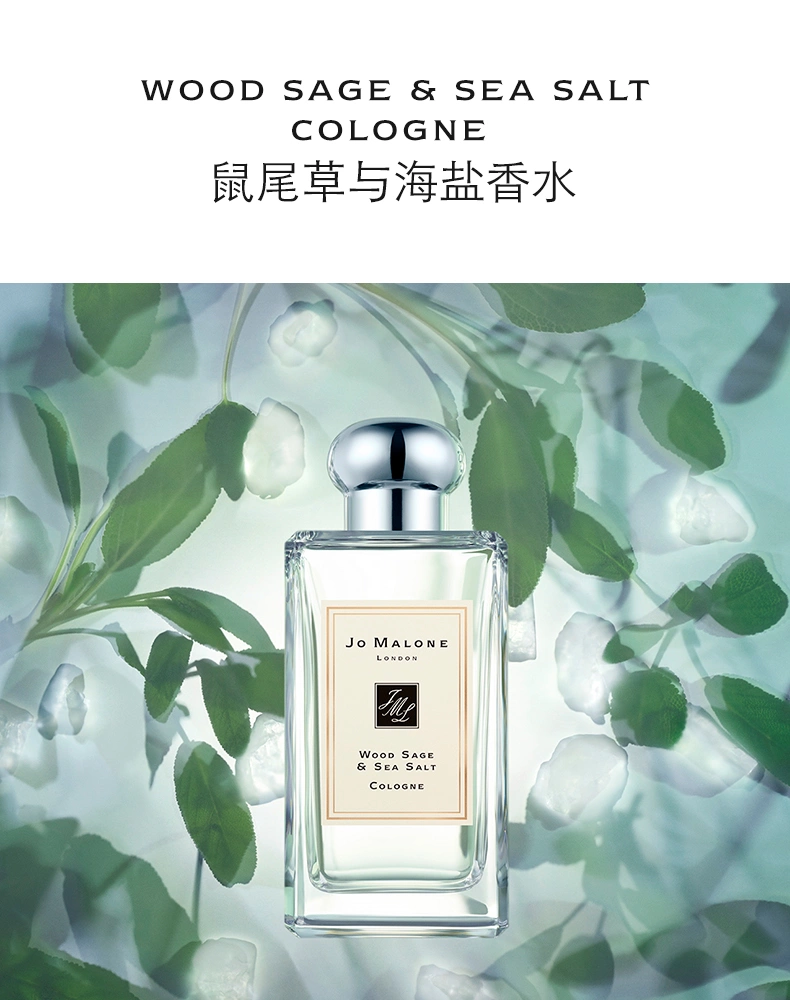 WOOD SAGE & SEA SALT
COLOGNE
鼠尾草与海盐香水
JO MALONE
LONDON
JML
WOOD SAGE
& SEA SALT
COLOGNE